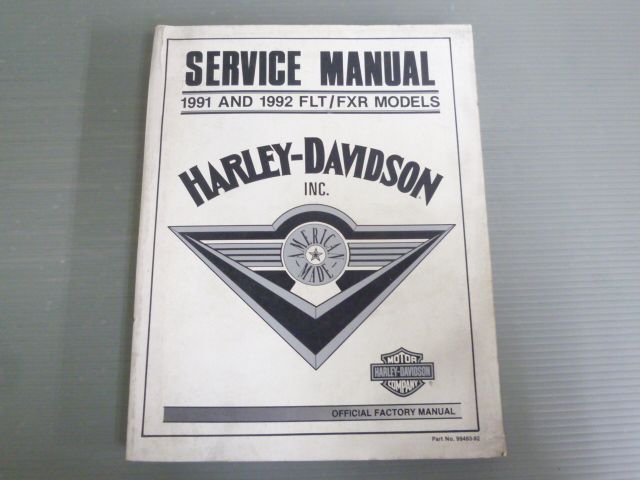 SERVICE MANUAL
1991 AND 1992 FLT/FXR MODELS
HARLEY-DAVIDSON
INC.
AMERICAN
MADE
MOTOR
HARLEY-DAVIDSON
COMPANY
®
OFFICIAL FACTORY MANUAL
Part No. 99483-92